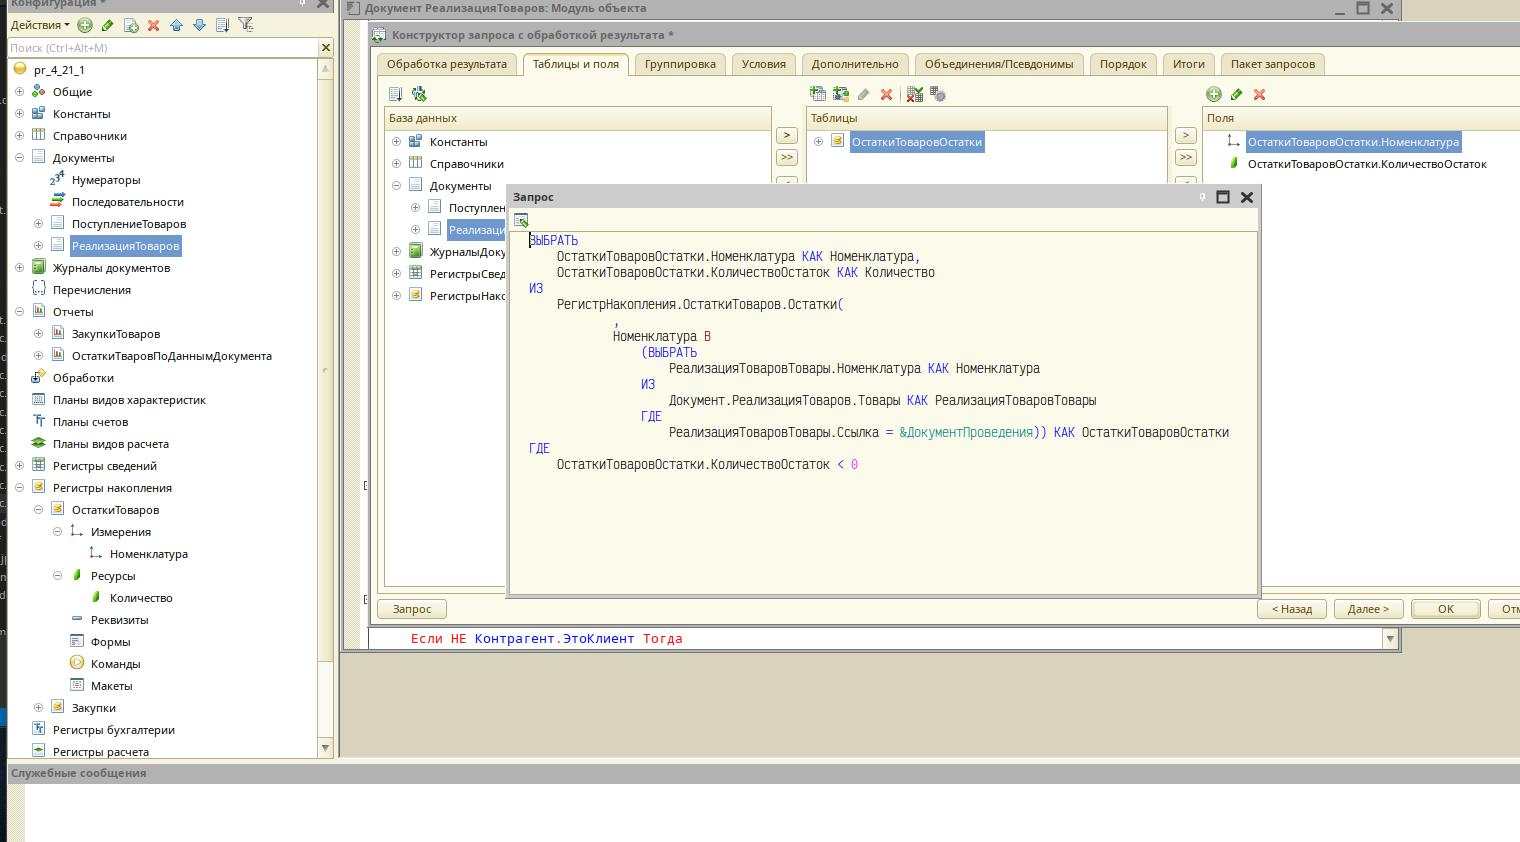 Конфигурация *
Действия
Поиск (Ctrl+Alt+M)
pr_4_21_1
Общие
Константы
Справочники
Документы
Нумераторы
Последовательности
ПоступлениеТоваров
РеализацияТоваров
Журналы документов
Перечисления
Отчеты
ЗакупкиТоваров
ОстаткиТваровПоДаннымДокумента
Обработки
Планы видов характеристик
Планы счетов
Планы видов расчета
Регистры сведений
Регистры накопления
ОстаткиТоваров
Измерения
Номенклатура
Ресурсы
Количество
Реквизиты
Формы
Команды
Макеты
Закупки
Регистры бухгалтерии
Регистры расчета
Документ РеализацияТоваров: Модуль объекта
Конструктор запроса с обработкой результата *
Обработка результата
Таблицы и поля
Группировка
Условия
Дополнительно
Объединения/Псевдонимы
Порядок
Итоги
Пакет запросов
База данных
Константы
Справочники
Документы
Поступлен
Реализаци
ЖурналыДоку
РегистрыСвед
РегистрыНако
>
>>
Таблицы
ОстаткиТоваровОстатки
>
>>
Поля
ОстаткиТоваровОстатки.Номенклатура
ОстаткиТоваровОстатки.КоличествоОстаток
Запрос
ВЫБРАТЬ
ОстаткиТоваровОстатки.Номенклатура КАК Номенклатура,
ОстаткиТоваровОстатки.КоличествоОстаток КАК Количество
ИЗ
РегистрНакопления.ОстаткиТоваров.Остатки(
,
Номенклатура В
(ВЫБРАТЬ
РеализацияТоваровТовары.Номенклатура КАК Номенклатура
ИЗ
Документ.РеализацияТоваров.Товары КАК РеализацияТоваровТовары
ГДЕ
РеализацияТоваровТовары.Ссылка = &ДокументПроведения)) КАК ОстаткиТоваровОстатки
ГДЕ
ОстаткиТоваровОстатки.КоличествоОстаток < 0
Запрос
< Назад
Далее >
OK
Отм
Если НЕ Контрагент.ЭтоКлиент Тогда
Служебные сообщения